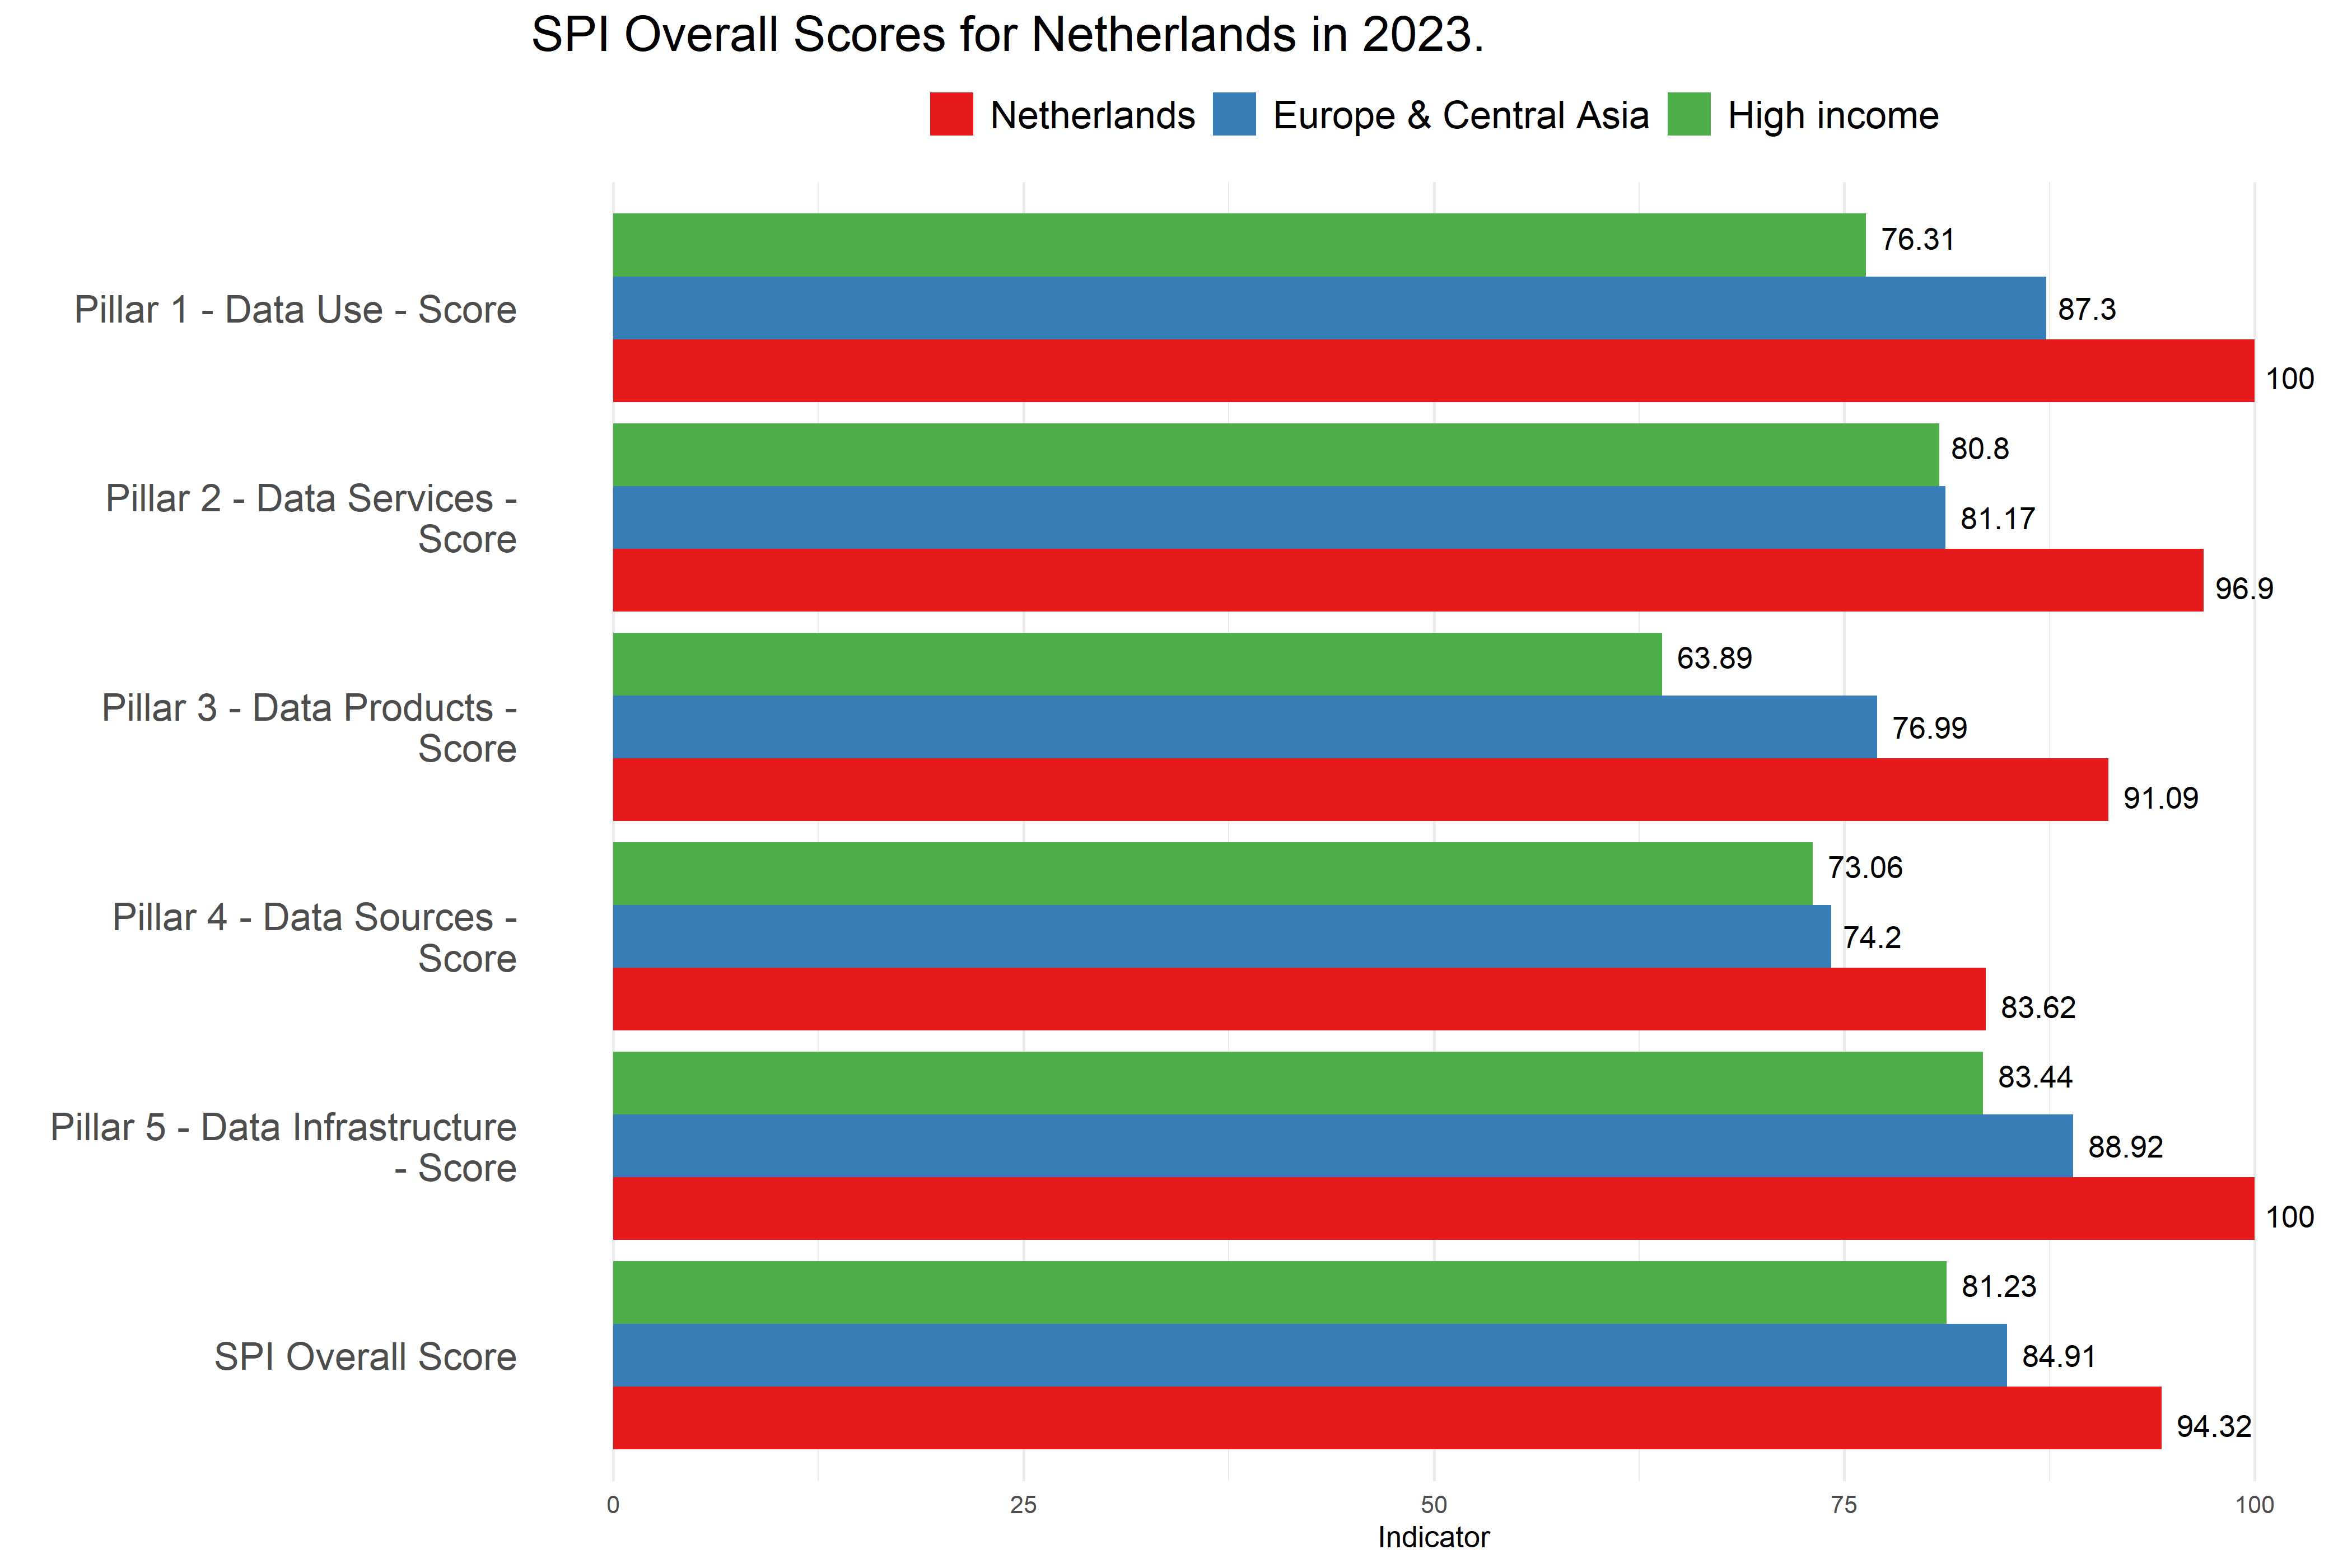 SPI Overall Scores for Netherlands in 2023.
Netherlands Europe & Central Asia High income
76.31
Pillar 1 - Data Use - Score
87.3
100
80.8
Pillar 2 - Data Services -
Score
81.17
96.9
63.89
Pillar 3 - Data Products -
Score
76.99
91.09
73.06
Pillar 4 - Data Sources -
Score
74.2
83.62
83.44
Pillar 5 - Data Infrastructure
- Score
88.92
100
81.23
SPI Overall Score
84.91
94.32
0 25 50 75 100
Indicator